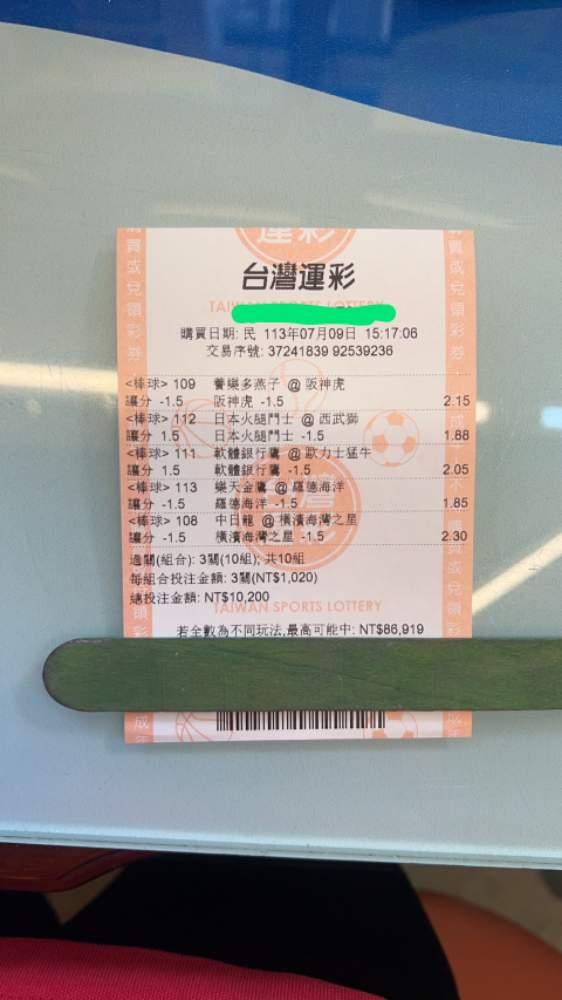 運彩
台灣運彩
TAIWAN SPORTS LOTTERY
購買日期: 民 113年07月09日 15:17:06
交易序號: 37241839 92539236
<棒球> 109 養樂多燕子 @ 阪神虎
讓分 -1.5 阪神虎 -1.5 2.15
<棒球> 112 日本火腿鬥士 @ 西武獅
讓分 1.5 日本火腿鬥士 -1.5 1.88
<棒球> 111 軟體銀行鷹 @ 歐力士猛牛
讓分 1.5 軟體銀行鷹 -1.5 2.05
<棒球> 113 樂天金鷹 @ 羅德海洋
讓分 -1.5 羅德海洋 -1.5 1.85
<棒球> 108 中日龍 @ 橫濱海灣之星
讓分 -1.5 橫濱海灣之星 -1.5 2.30
過關(組合): 3關(10組); 共10組
每組合投注金額: 3關(NT$1,020)
總投注金額: NT$10,200
TAIWAN SPORTS LOTTERY
若全數為不同玩法,最高可能中: NT$86,919